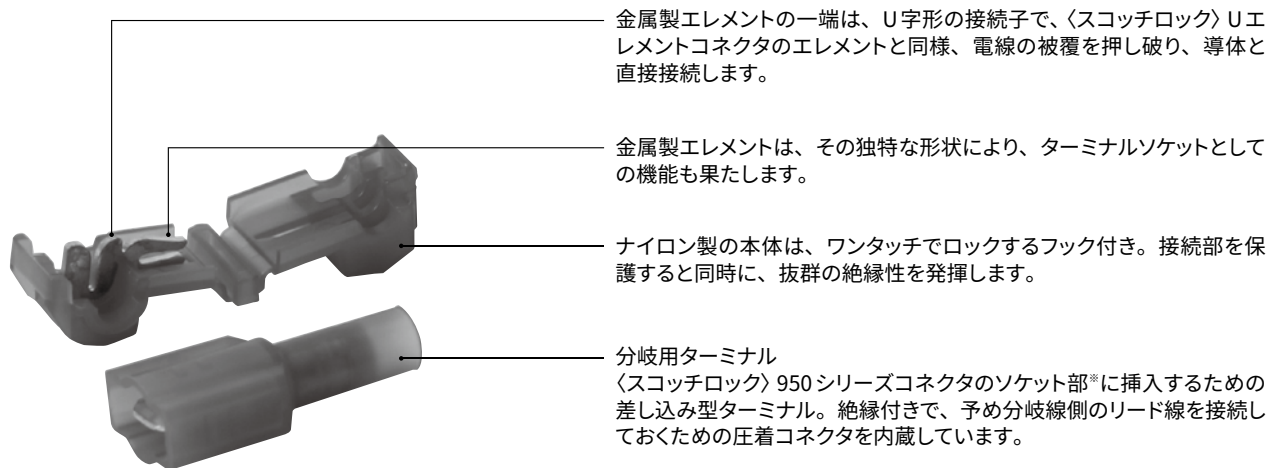 金属製エレメントの一端は、U字形の接続子で、〈スコッチロック〉Uエ
レメントコネクタのエレメントと同様、電線の被覆を押し破り、導体と
直接接続します。
金属製エレメントは、その独特な形状により、ターミナルソケットとして
の機能も果たします。
ナイロン製の本体は、ワンタッチでロックするフック付き。接続部を保
護すると同時に、抜群の絶縁性を発揮します。
分岐用ターミナル
〈スコッチロック〉950シリーズコネクタのソケット部※に挿入するための
差し込み型ターミナル。絶縁付きで、予め分岐線側のリード線を接続し
ておくための圧着コネクタを内蔵しています。